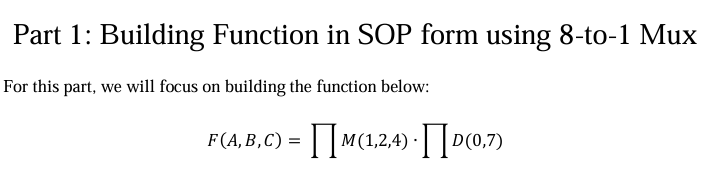 Part 1: Building Function in SOP form using 8-to-1 Mux
For this part, we will focus on building the function below:
F(A, B, C) = ∏ M(1,2,4) · ∏ D(0,7)